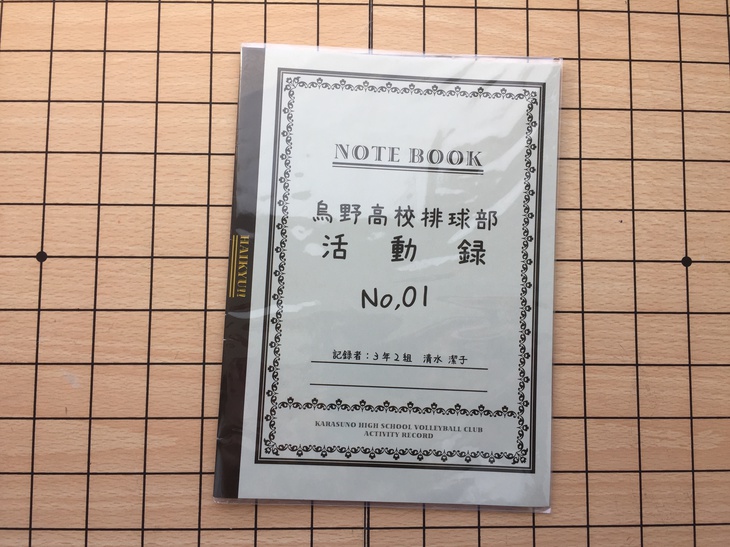 NOTE BOOK
烏野高校排球部
活動録
No,01
記録者:3年2組 清水 潔子
KARASUNO HIGH SCHOOL VOLLEYBALL CLUB
ACTIVITY RECORD
HAIKYU!!